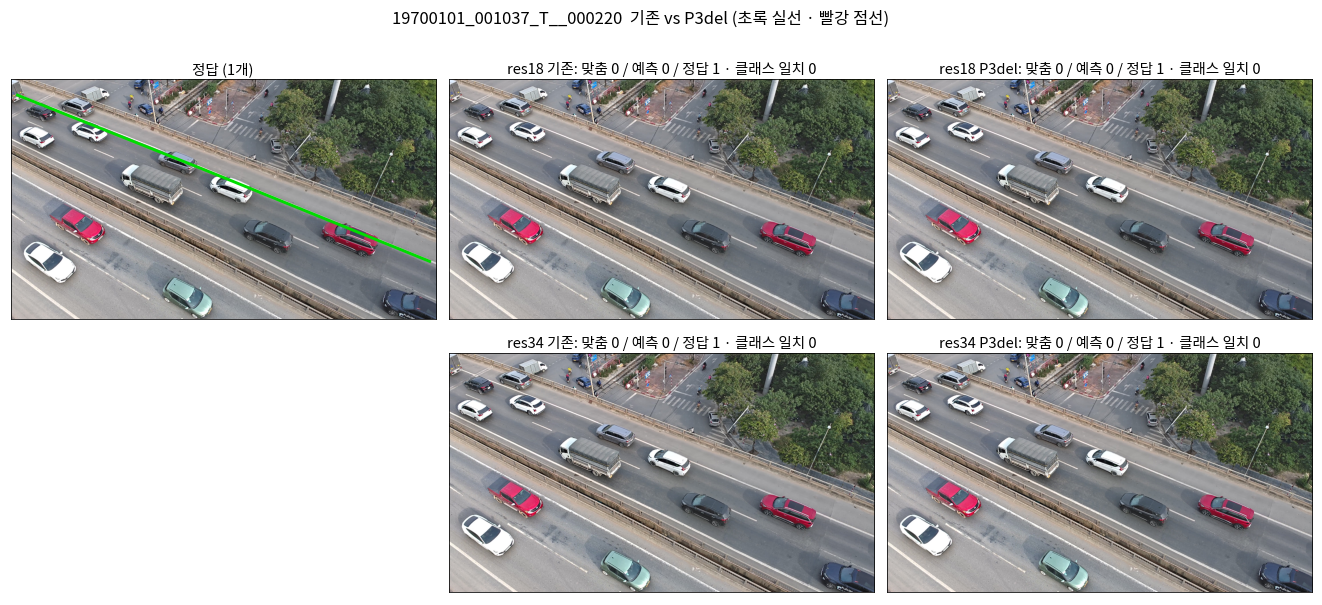 19700101_001037_T__000220 기존 vs P3del (초록 실선 · 빨강 점선)
정답 (1개)
res18 기존: 맞춤 0 / 예측 0 / 정답 1 · 클래스 일치 0
res18 P3del: 맞춤 0 / 예측 0 / 정답 1 · 클래스 일치 0
res34 기존: 맞춤 0 / 예측 0 / 정답 1 · 클래스 일치 0
res34 P3del: 맞춤 0 / 예측 0 / 정답 1 · 클래스 일치 0